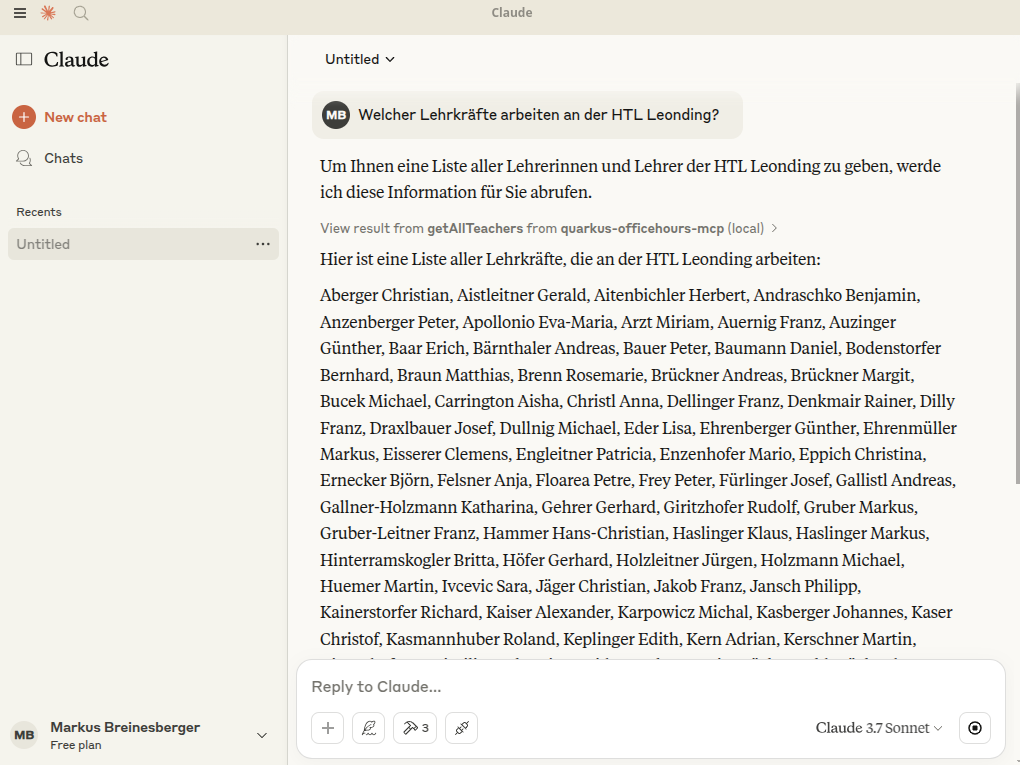 Claude
Claude
New chat
Chats
Recents
Untitled
Markus Breinesberger
MB
Free plan
Untitled
MB Welcher Lehrkräfte arbeiten an der HTL Leonding?
Um Ihnen eine Liste aller Lehrerinnen und Lehrer der HTL Leonding zu geben, werde
ich diese Information für Sie abrufen.
View result from getAllTeachers from quarkus-officehours-mcp (local)
Hier ist eine Liste aller Lehrkräfte, die an der HTL Leonding arbeiten:
Aberger Christian, Aistleitner Gerald, Aitenbichler Herbert, Andraschko Benjamin,
Anzenberger Peter, Apollonio Eva-Maria, Arzt Miriam, Auernig Franz, Auzinger
Günther, Baar Erich, Bärnthaler Andreas, Bauer Peter, Baumann Daniel, Bodenstorfer
Bernhard, Braun Matthias, Brenn Rosemarie, Brückner Andreas, Brückner Margit,
Bucek Michael, Carrington Aisha, Christl Anna, Dellinger Franz, Denkmair Rainer, Dilly
Franz, Draxlbauer Josef, Dullnig Michael, Eder Lisa, Ehrenberger Günther, Ehrenmüller
Markus, Eisserer Clemens, Engleitner Patricia, Enzenhofer Mario, Eppich Christina,
Ernecker Björn, Felsner Anja, Floarea Petre, Frey Peter, Fürlinger Josef, Gallistl Andreas,
Gallner-Holzmann Katharina, Gehrer Gerhard, Giritzhofer Rudolf, Gruber Markus,
Gruber-Leitner Franz, Hammer Hans-Christian, Haslinger Klaus, Haslinger Markus,
Hinterramskogler Britta, Höfer Gerhard, Holzleitner Jürgen, Holzmann Michael,
Huemer Martin, Ivcevic Sara, Jäger Christian, Jakob Franz, Jansch Philipp,
Kainerstorfer Richard, Kaiser Alexander, Karpowicz Michal, Kasberger Johannes, Kaser
Christof, Kasmannhuber Roland, Keplinger Edith, Kern Adrian, Kerschner Martin,
Reply to Claude...
3
Claude 3.7 Sonnet